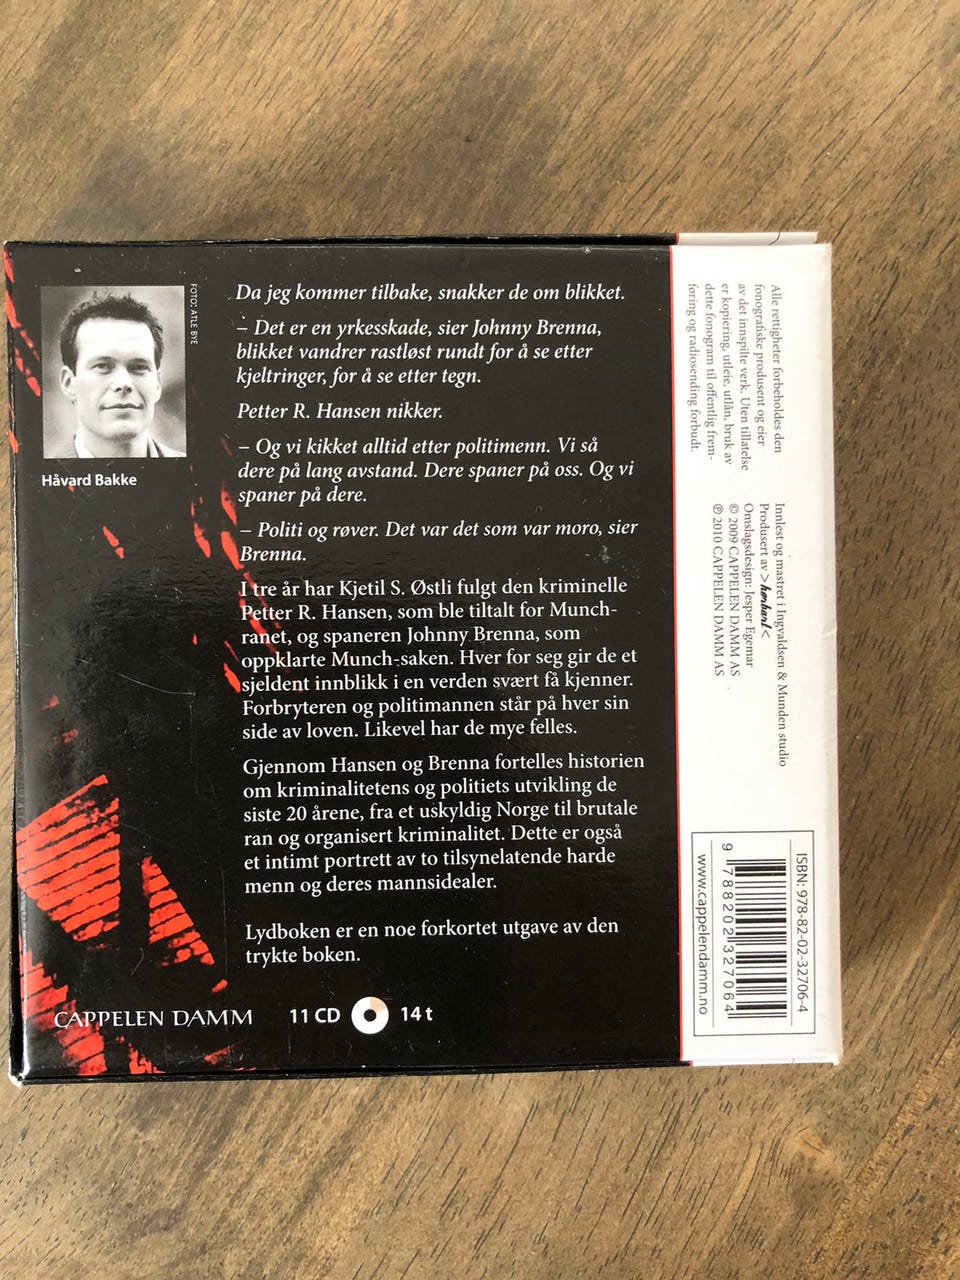 FOTO: ATLE BYE
Håvard Bakke
Da jeg kommer tilbake, snakker de om blikket.
– Det er en yrkesskade, sier Johnny Brenna,
blikket vandrer rastløst rundt for å se etter
kjeltringer, for å se etter tegn.
Petter R. Hansen nikker.
– Og vi kikket alltid etter politimenn. Vi så
dere på lang avstand. Dere spaner på oss. Og vi
spaner på dere.
– Politi og røver. Det var det som var moro, sier
Brenna.
I tre år har Kjetil S. Østli fulgt den kriminelle
Petter R. Hansen, som ble tiltalt for Munch-
ranet, og spaneren Johnny Brenna, som
oppklarte Munch-saken. Hver for seg gir de et
sjeldent innblikk i en verden svært få kjenner.
Forbryteren og politimannen står på hver sin
side av loven. Likevel har de mye felles.
Gjennom Hansen og Brenna fortelles historien
om kriminalitetens og politiets utvikling de
siste 20 årene, fra et uskyldig Norge til brutale
ran og organisert kriminalitet. Dette er også
et intimt portrett av to tilsynelatende harde
menn og deres mannsidealer.
Lydboken er en noe forkortet utgave av den
trykte boken.
CAPPELEN DAMM
11 CD
14 t
Alle rettigheter forbeholdes den
fonografiske produsent og eier
av det innspilte verk. Uten tillatelse
er kopiering, utleie, utlån, bruk av
dette fonogram til offentlig frem-
føring og radiosending forbudt.
Innlest og mastret i Ingvaldsen & Munden studio
Produsert av >hørbart<
Omslagsdesign: Jesper Egemar
© 2009 CAPPELEN DAMM AS
℗ 2010 CAPPELEN DAMM AS
ISBN: 978-82-02-32706-4
9 788202 327064
www.cappelendamm.no